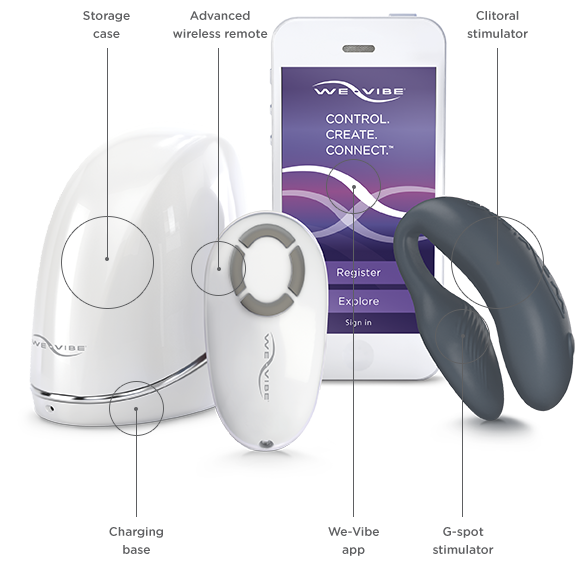 Storage
case
Advanced
wireless remote
Clitoral
stimulator
WE-VIBE®
CONTROL.
CREATE.
CONNECT.™
Register
Explore
Sign in
WE-VIBE®
WE-VIBE
Charging
base
We-Vibe
app
G-spot
stimulator